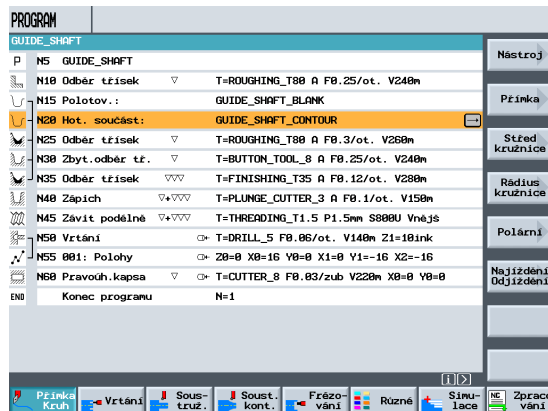 PROGRAM
GUIDE_SHAFT
P N5 GUIDE_SHAFT
N10 Odběr třísek ▽ T=ROUGHING_T80 A F0.25/ot. V240m
N15 Polotov.: GUIDE_SHAFT_BLANK
N20 Hot. součást: GUIDE_SHAFT_CONTOUR
N25 Odběr třísek ▽ T=ROUGHING_T80 A F0.3/ot. V260m
N30 Zbyt.odběr tř. ▽ T=BUTTON_TOOL_8 A F0.25/ot. V240m
N35 Odběr třísek ▽▽▽ T=FINISHING_T35 A F0.12/ot. V280m
N40 Zápich ▽+▽▽▽ T=PLUNGE_CUTTER_3 A F0.1/ot. V150m
N45 Závit podélné ▽+▽▽▽ T=THREADING_T1.5 P1.5mm S800U Vnějš
N50 Vrtání T=DRILL_5 F0.06/ot. V140m Z1=10ink
N55 001: Polohy Z0=0 X0=16 Y0=0 X1=0 Y1=-16 X2=-16
N60 Pravoúh.kapsa ▽ T=CUTTER_8 F0.03/zub V220m X0=0 Y0=0
END Konec programu N=1
Nástroj
Přímka
Střed
kružnice
Rádius
kružnice
Polární
Najíždění
Odjíždění
Přímka
Kruh
Vrtání
Sous-
truž.
Soust.
kont.
Frézo-
vání
Různé
Simu-
lace
NC
Zpraco
vání